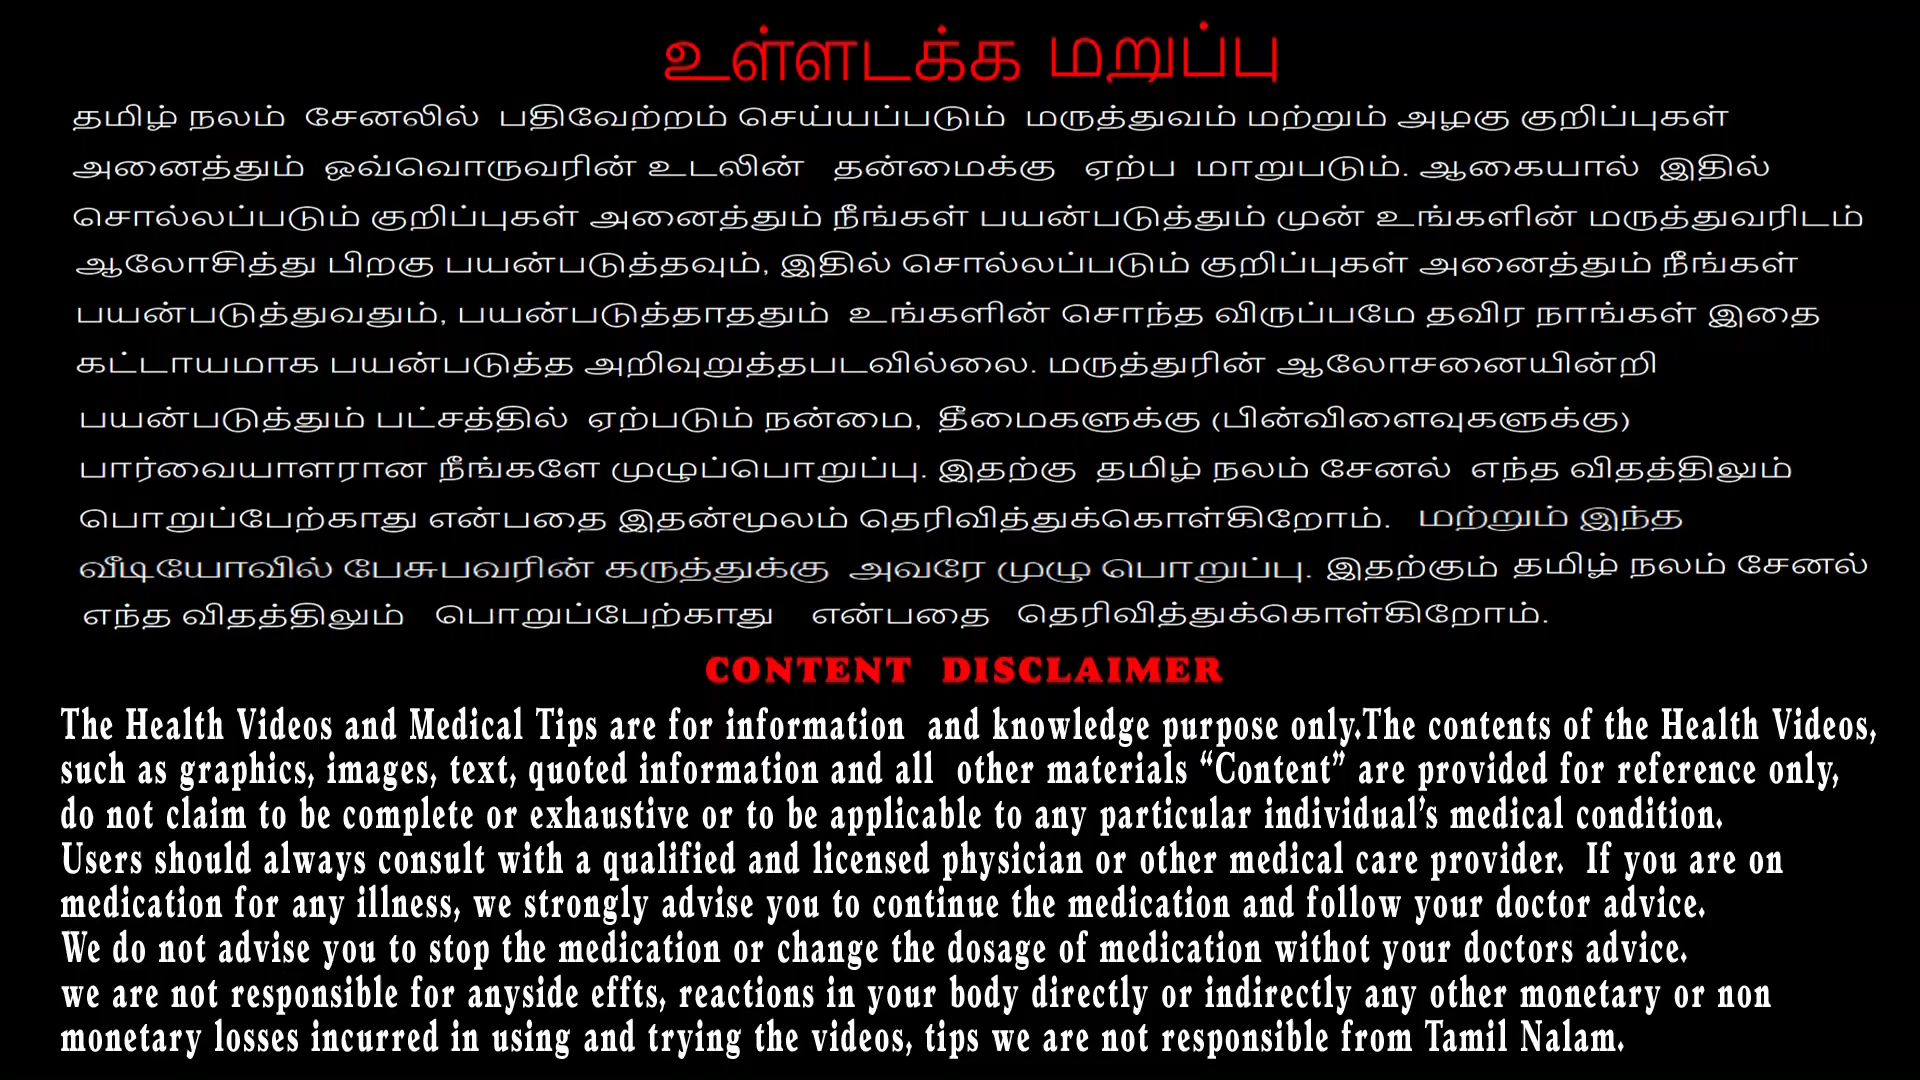 உள்ளடக்க மறுப்பு
தமிழ் நலம் சேனலில் பதிவேற்றம் செய்யப்படும் மருத்துவம் மற்றும் அழகு குறிப்புகள்
அனைத்தும் ஒவ்வொருவரின் உடலின் தன்மைக்கு ஏற்ப மாறுபடும். ஆகையால் இதில்
சொல்லப்படும் குறிப்புகள் அனைத்தும் நீங்கள் பயன்படுத்தும் முன் உங்களின் மருத்துவரிடம்
ஆலோசித்து பிறகு பயன்படுத்தவும், இதில் சொல்லப்படும் குறிப்புகள் அனைத்தும் நீங்கள்
பயன்படுத்துவதும், பயன்படுத்தாததும் உங்களின் சொந்த விருப்பமே தவிர நாங்கள் இதை
கட்டாயமாக பயன்படுத்த அறிவுறுத்தபடவில்லை. மருத்துரின் ஆலோசனையின்றி
பயன்படுத்தும் பட்சத்தில் ஏற்படும் நன்மை, தீமைகளுக்கு (பின்விளைவுகளுக்கு)
பார்வையாளரான நீங்களே முழுப்பொறுப்பு. இதற்கு தமிழ் நலம் சேனல் எந்த விதத்திலும்
பொறுப்பேற்காது என்பதை இதன்மூலம் தெரிவித்துக்கொள்கிறோம். மற்றும் இந்த
வீடியோவில் பேசுபவரின் கருத்துக்கு அவரே முழு பொறுப்பு. இதற்கும் தமிழ் நலம் சேனல்
எந்த விதத்திலும் பொறுப்பேற்காது என்பதை தெரிவித்துக்கொள்கிறோம்.
CONTENT DISCLAIMER
The Health Videos and Medical Tips are for information and knowledge purpose only.The contents of the Health Videos,
such as graphics, images, text, quoted information and all other materials “Content” are provided for reference only,
do not claim to be complete or exhaustive or to be applicable to any particular individual’s medical condition.
Users should always consult with a qualified and licensed physician or other medical care provider. If you are on
medication for any illness, we strongly advise you to continue the medication and follow your doctor advice.
We do not advise you to stop the medication or change the dosage of medication withot your doctors advice.
we are not responsible for anyside effts, reactions in your body directly or indirectly any other monetary or non
monetary losses incurred in using and trying the videos, tips we are not responsible from Tamil Nalam.